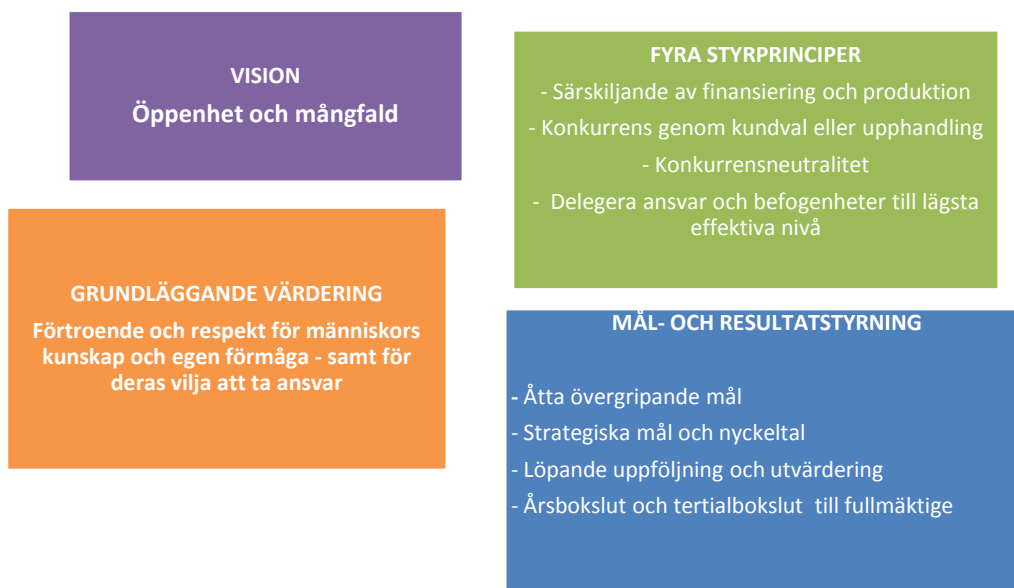 VISION
Öppenhet och mångfald
GRUNDLÄGGANDE VÄRDERING
Förtroende och respekt för människors
kunskap och egen förmåga - samt för
deras vilja att ta ansvar
FYRA STYRPRINCIPER
- Särskiljande av finansiering och produktion
- Konkurrens genom kundval eller upphandling
- Konkurrensneutralitet
- Delegera ansvar och befogenheter till lägsta
effektiva nivå
MÅL- OCH RESULTATSTYRNING
- Åtta övergripande mål
- Strategiska mål och nyckeltal
- Löpande uppföljning och utvärdering
- Årsbokslut och tertialbokslut till fullmäktige